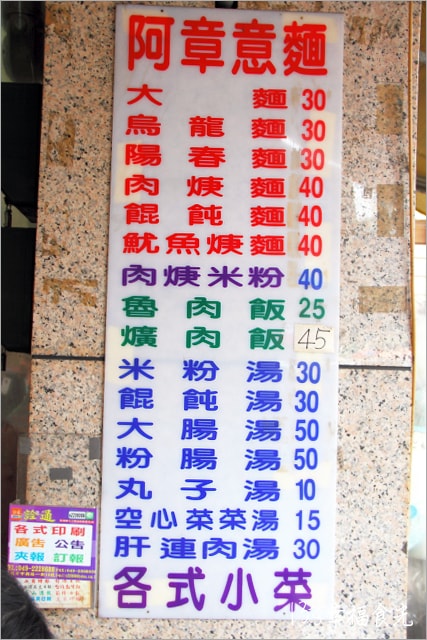 阿章意麵
大麵 30
烏龍麵 30
陽春麵 30
肉焿麵 40
餛飩麵 40
魷魚焿麵 40
肉焿米粉 40
魯肉飯 25
爌肉飯 45
米粉湯 30
餛飩湯 30
大腸湯 50
粉腸湯 50
丸子湯 10
空心菜菜湯 15
肝連肉湯 30
各式小菜
各式印刷
廣告 公告
夾報 訂報